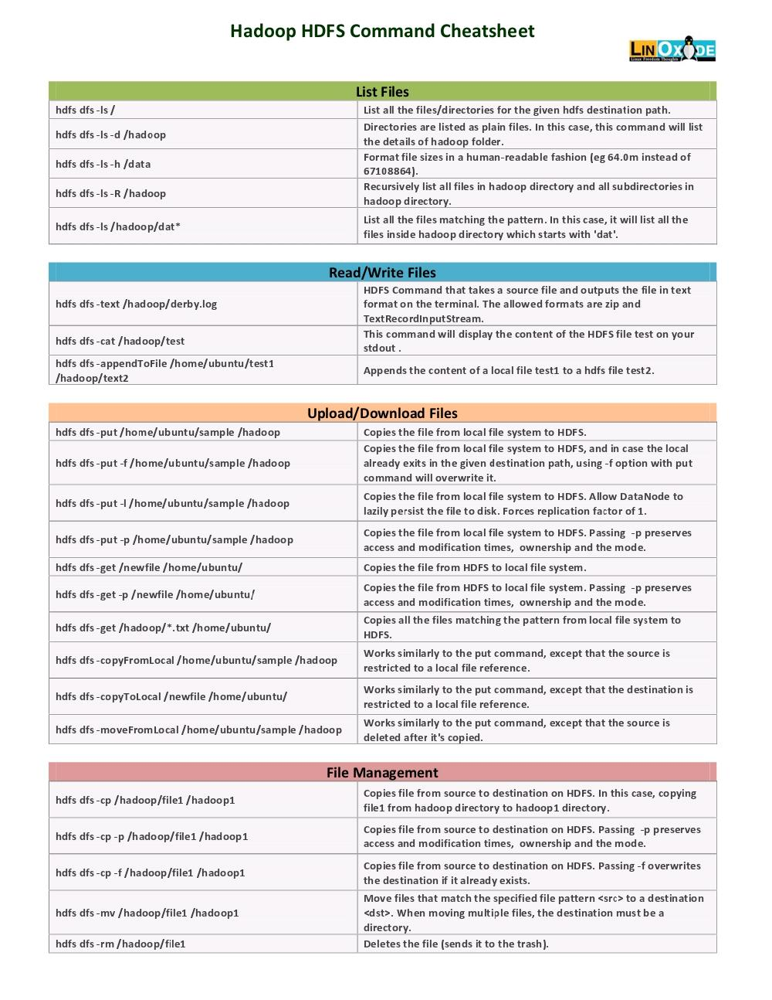 Hadoop HDFS Command Cheatsheet
LINOXIDE
Linux Freedom Thoughts
List Files
hdfs dfs -ls /
List all the files/directories for the given hdfs destination path.
hdfs dfs -ls -d /hadoop
Directories are listed as plain files. In this case, this command will list
the details of hadoop folder.
hdfs dfs -ls -h /data
Format file sizes in a human-readable fashion (eg 64.0m instead of
67108864).
hdfs dfs -ls -R /hadoop
Recursively list all files in hadoop directory and all subdirectories in
hadoop directory.
hdfs dfs -ls /hadoop/dat*
List all the files matching the pattern. In this case, it will list all the
files inside hadoop directory which starts with 'dat'.
Read/Write Files
hdfs dfs -text /hadoop/derby.log
HDFS Command that takes a source file and outputs the file in text
format on the terminal. The allowed formats are zip and
TextRecordInputStream.
hdfs dfs -cat /hadoop/test
This command will display the content of the HDFS file test on your
stdout .
hdfs dfs -appendToFile /home/ubuntu/test1
/hadoop/text2
Appends the content of a local file test1 to a hdfs file test2.
Upload/Download Files
hdfs dfs -put /home/ubuntu/sample /hadoop
Copies the file from local file system to HDFS.
hdfs dfs -put -f /home/ubuntu/sample /hadoop
Copies the file from local file system to HDFS, and in case the local
already exits in the given destination path, using -f option with put
command will overwrite it.
hdfs dfs -put -l /home/ubuntu/sample /hadoop
Copies the file from local file system to HDFS. Allow DataNode to
lazily persist the file to disk. Forces replication factor of 1.
hdfs dfs -put -p /home/ubuntu/sample /hadoop
Copies the file from local file system to HDFS. Passing  -p preserves
access and modification times,  ownership and the mode.
hdfs dfs -get /newfile /home/ubuntu/
Copies the file from HDFS to local file system.
hdfs dfs -get -p /newfile /home/ubuntu/
Copies the file from HDFS to local file system. Passing  -p preserves
access and modification times,  ownership and the mode.
hdfs dfs -get /hadoop/*.txt /home/ubuntu/
Copies all the files matching the pattern from local file system to
HDFS.
hdfs dfs -copyFromLocal /home/ubuntu/sample /hadoop
Works similarly to the put command, except that the source is
restricted to a local file reference.
hdfs dfs -copyToLocal /newfile /home/ubuntu/
Works similarly to the put command, except that the destination is
restricted to a local file reference.
hdfs dfs -moveFromLocal /home/ubuntu/sample /hadoop
Works similarly to the put command, except that the source is
deleted after it's copied.
File Management
hdfs dfs -cp /hadoop/file1 /hadoop1
Copies file from source to destination on HDFS. In this case, copying
file1 from hadoop directory to hadoop1 directory.
hdfs dfs -cp -p /hadoop/file1 /hadoop1
Copies file from source to destination on HDFS. Passing  -p preserves
access and modification times,  ownership and the mode.
hdfs dfs -cp -f /hadoop/file1 /hadoop1
Copies file from source to destination on HDFS. Passing -f overwrites
the destination if it already exists.
hdfs dfs -mv /hadoop/file1 /hadoop1
Move files that match the specified file pattern <src> to a destination
<dst>. When moving multiple files, the destination must be a
directory.
hdfs dfs -rm /hadoop/file1
Deletes the file (sends it to the trash).